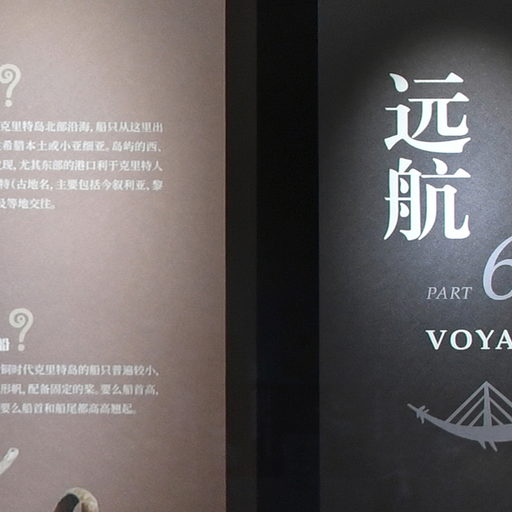 ?
克里特岛北部沿海, 船只从这里出
希腊本土或小亚细亚, 岛屿的西、
现, 尤其东部的港口利于克里特人
特(古地名, 主要包括今叙利亚, 黎
及等地交往。
船?
铜时代克里特岛的船只普遍较小,
形帆, 配备固定的桨。要么船首高,
要么船首和船尾都高高翘起。
远航
PART 6
VOYA